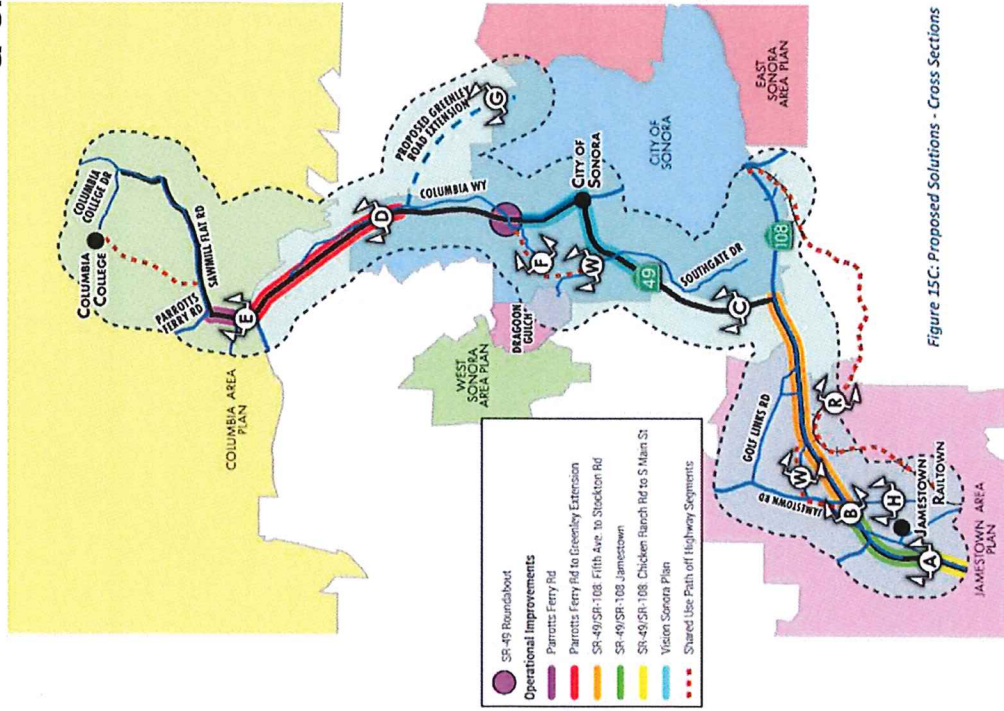 COLUMBIA
COLLEGE
COLUMBIA
COLLEGE DR
SAWMILL FLAT RD
PARROTTS
FERRY RD
E
COLUMBIA AREA
PLAN
D
PROPOSED GREENLEY
ROAD EXTENSION
G
COLUMBIA WY
CITY OF
SONORA
CITY OF
SONORA
EAST
SONORA
AREA PLAN
F
W
DRAGOON
GULCH
WEST
SONORA
AREA PLAN
49
SOUTHGATE DR
108
C
GOLF LINKS RD
R
W
JAMESTOWN RD
B
H
JAMESTOWN
RAILTOWN
A
JAMESTOWN AREA
PLAN
SR-49 Roundabout
Operational Improvements
Parrotts Ferry Rd
Parrotts Ferry Rd to Greenley Extension
SR-49/SR-108: Fifth Ave. to Stockton Rd
SR-49/SR-108 Jamestown
SR-49/SR-108: Chicken Ranch Rd to S Main St
Vision Sonora Plan
Shared Use Path off Highway Segments
Figure 15C: Proposed Solutions - Cross Sections